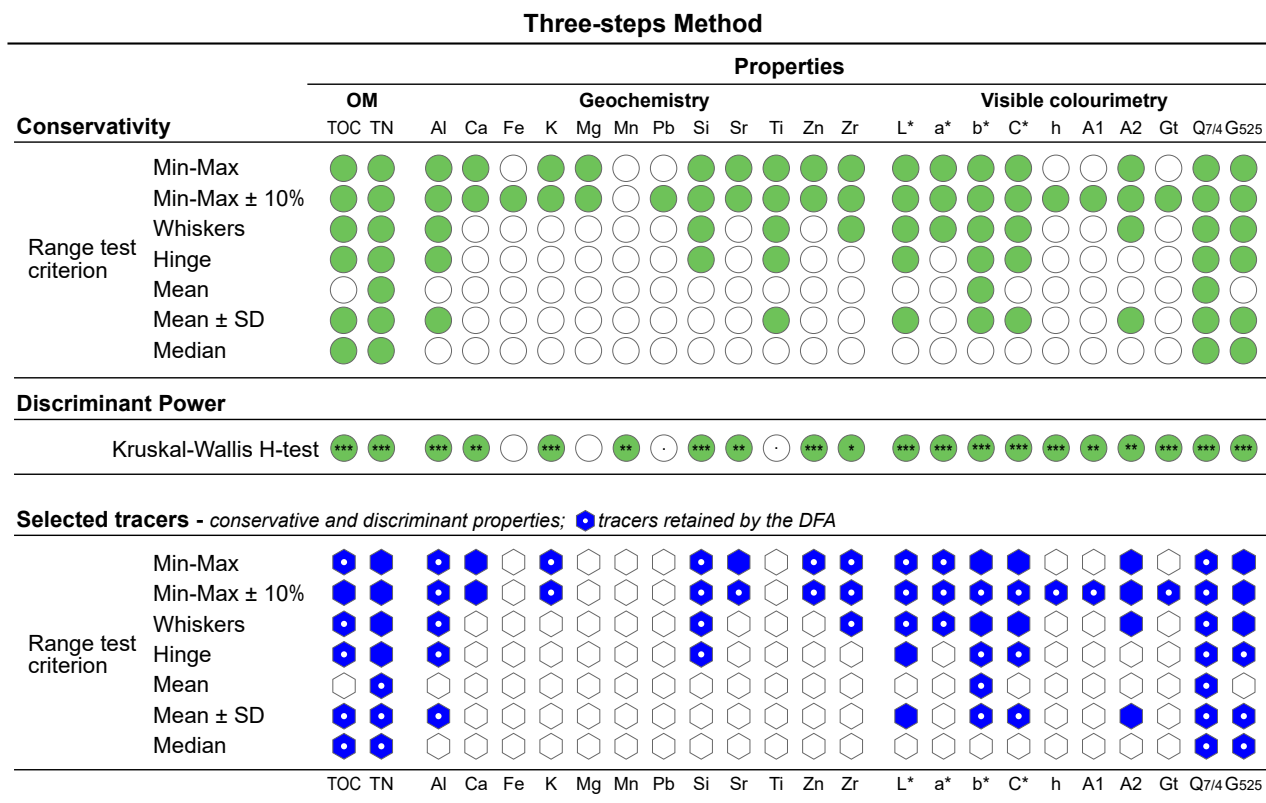 Three-steps Method
Properties
OM Geochemistry Visible colourimetry
Conservativity TOC TN Al Ca Fe K Mg Mn Pb Si Sr Ti Zn Zr L* a* b* C* h A1 A2 Gt Q7/4 G525
Min-Max
Min-Max ± 10%
Whiskers
Range test criterion
Hinge
Mean
Mean ± SD
Median
Discriminant Power
Kruskal-Wallis H-test *** *** *** ** *** ** . *** ** . *** * *** *** *** *** *** ** ** *** *** ***
Selected tracers - conservative and discriminant properties; tracers retained by the DFA
Min-Max
Min-Max ± 10%
Whiskers
Range test criterion
Hinge
Mean
Mean ± SD
Median
TOC TN Al Ca Fe K Mg Mn Pb Si Sr Ti Zn Zr L* a* b* C* h A1 A2 Gt Q7/4 G525